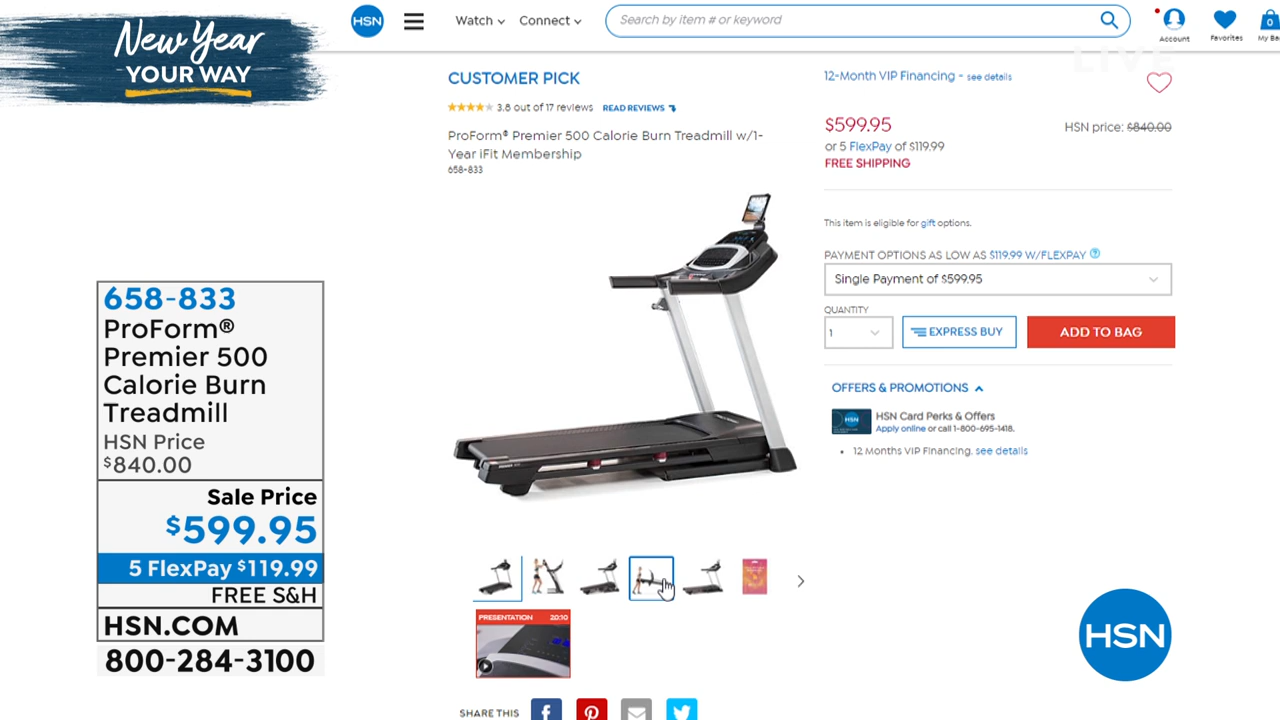 New Year
YOUR WAY
HSN
Watch
Connect
Search by item # or keyword
Account
Favorites
0
My Ba
LIVE
CUSTOMER PICK
3.8 out of 17 reviews READ REVIEWS
ProForm® Premier 500 Calorie Burn Treadmill w/1-
Year iFit Membership
658-833
12-Month VIP Financing - see details
$599.95
HSN price: $840.00
or 5 FlexPay of $119.99
FREE SHIPPING
This item is eligible for gift options.
PAYMENT OPTIONS AS LOW AS $119.99 W/FLEXPAY ?
Single Payment of $599.95
QUANTITY
1
EXPRESS BUY
ADD TO BAG
OFFERS & PROMOTIONS
HSN
HSN Card Perks & Offers
Apply online or call 1-800-695-1418.
• 12 Months VIP Financing. see details
658-833
ProForm®
Premier 500
Calorie Burn
Treadmill
HSN Price
$840.00
Sale Price
$599.95
5 FlexPay $119.99
FREE S&H
HSN.COM
800-284-3100
PRESENTATION 20:10
SHARE THIS
HSN